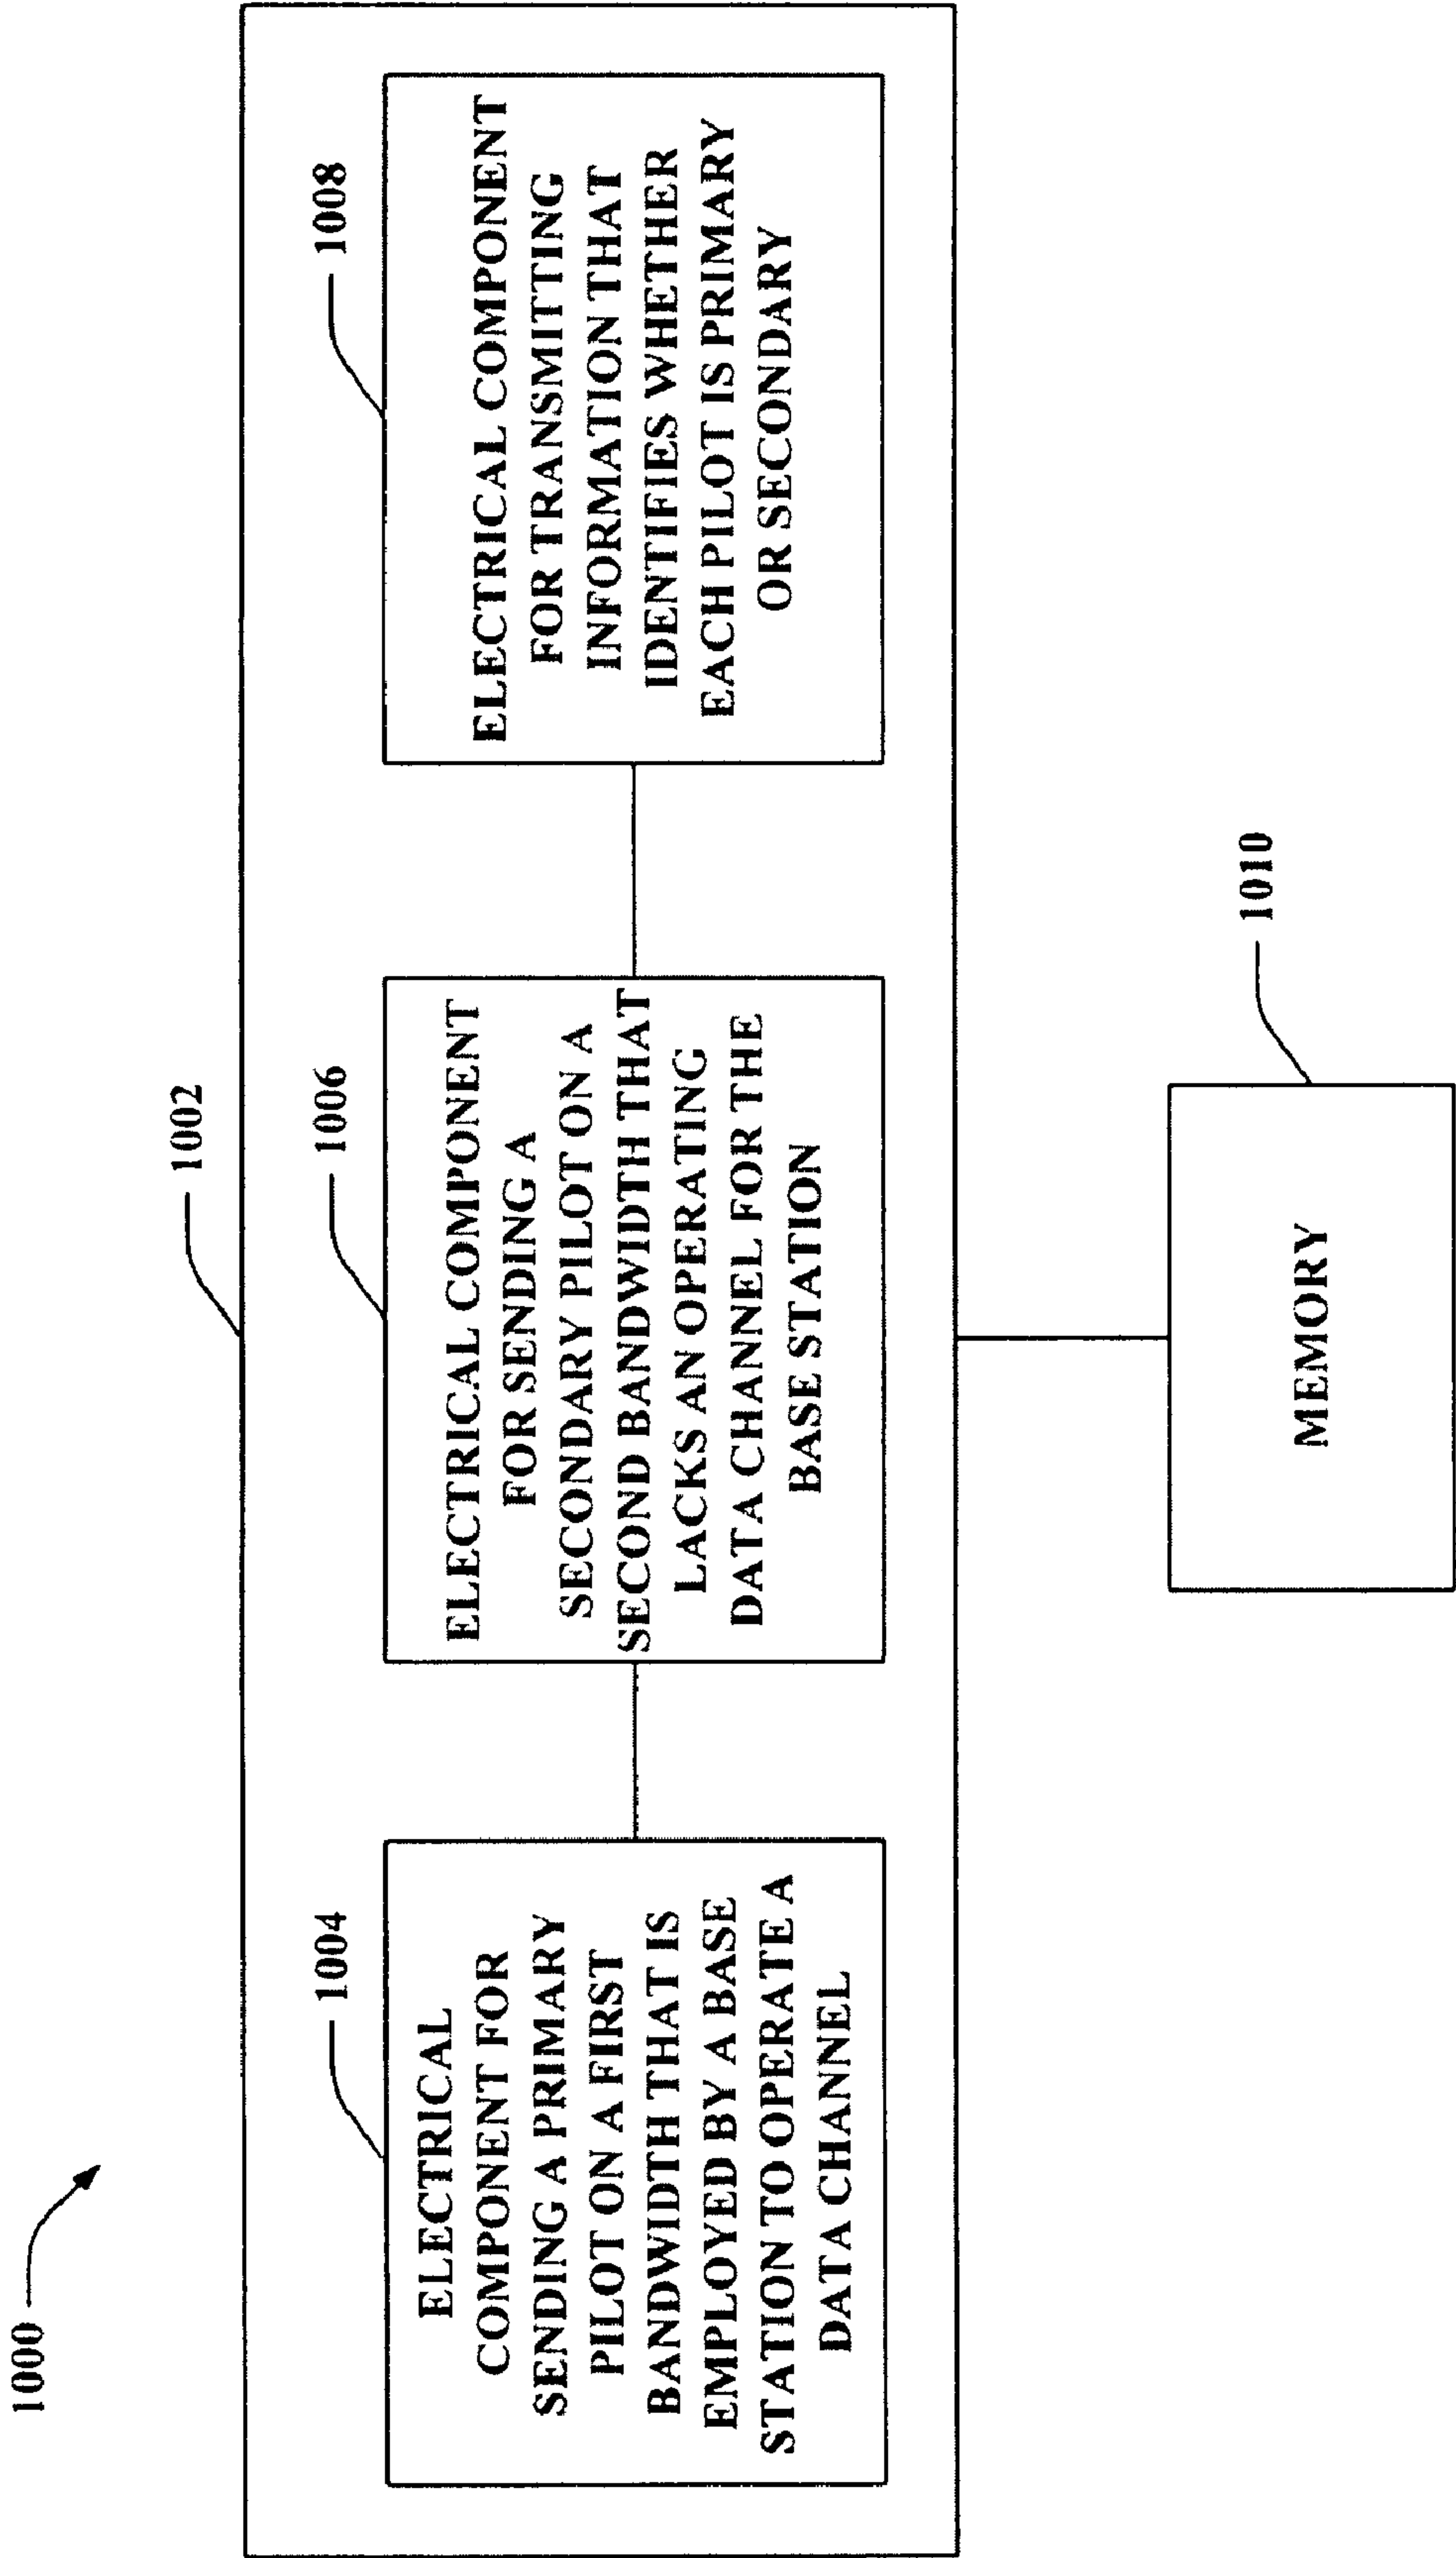 1000
1002
1004
ELECTRICAL
COMPONENT FOR
SENDING A PRIMARY
PILOT ON A FIRST
BANDWIDTH THAT IS
EMPLOYED BY A BASE
STATION TO OPERATE A
DATA CHANNEL
1006
ELECTRICAL COMPONENT
FOR SENDING A
SECONDARY PILOT ON A
SECOND BANDWIDTH THAT
LACKS AN OPERATING
DATA CHANNEL FOR THE
BASE STATION
1008
ELECTRICAL COMPONENT
FOR TRANSMITTING
INFORMATION THAT
IDENTIFIES WHETHER
EACH PILOT IS PRIMARY
OR SECONDARY
1010
MEMORY